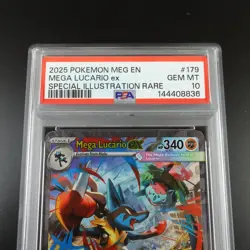 2025 POKEMON MEG EN #179
MEGA LUCARIO ex GEM MT
SPECIAL ILLUSTRATION RARE 10
PSA 144408836
Mega Lucario ex 340